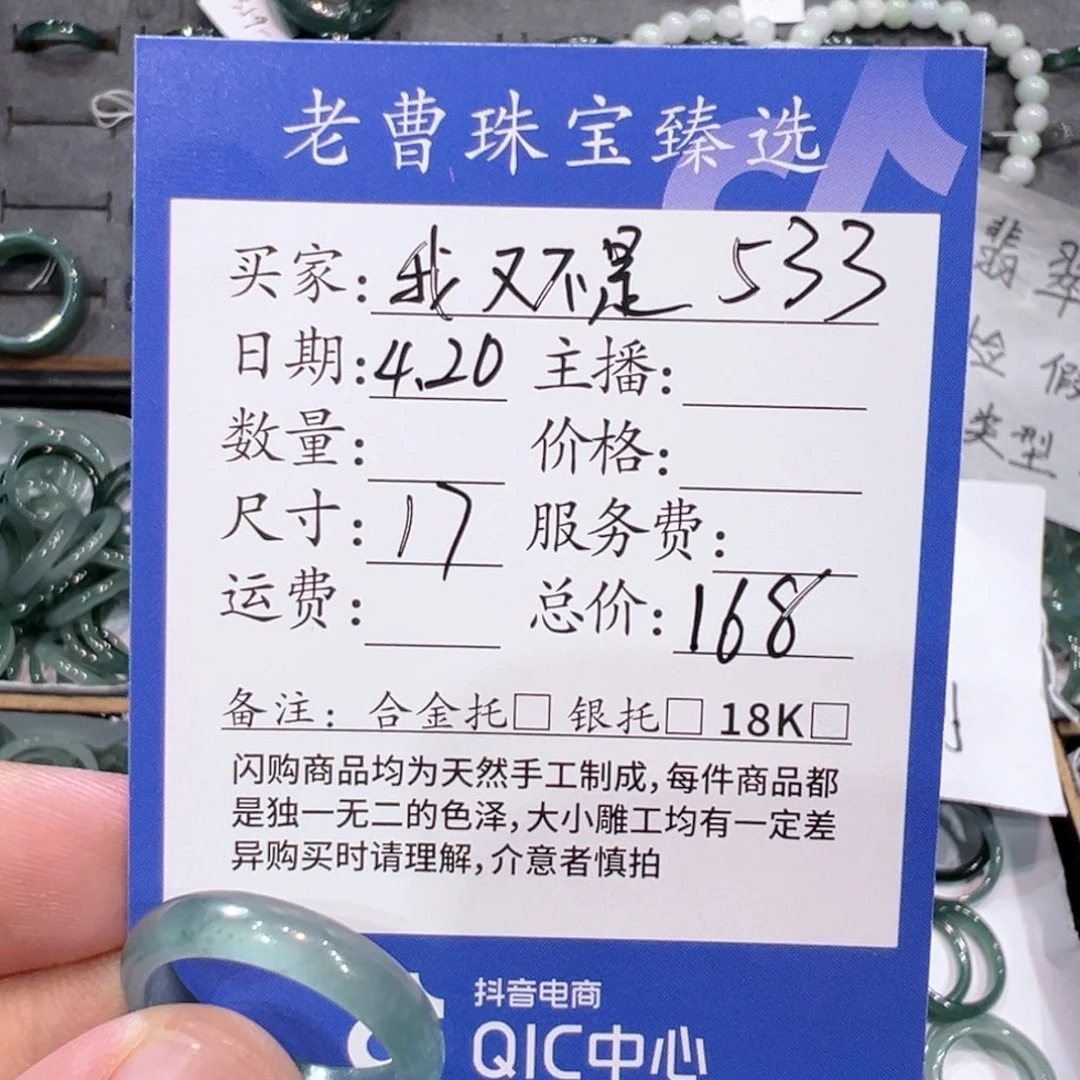 老曹珠宝臻选
买家: 我又不是 533
日期: 4.20 主播:
数量: 价格:
尺寸: 17 服务费:
运费: 总价: 168
备注: 合金托□ 银托□ 18K□
闪购商品均为天然手工制成,每件商品都
是独一无二的色泽,大小雕工均有一定差
异购买时请理解,介意者慎拍
抖音电商
QIC中心
翡翠
假
类型